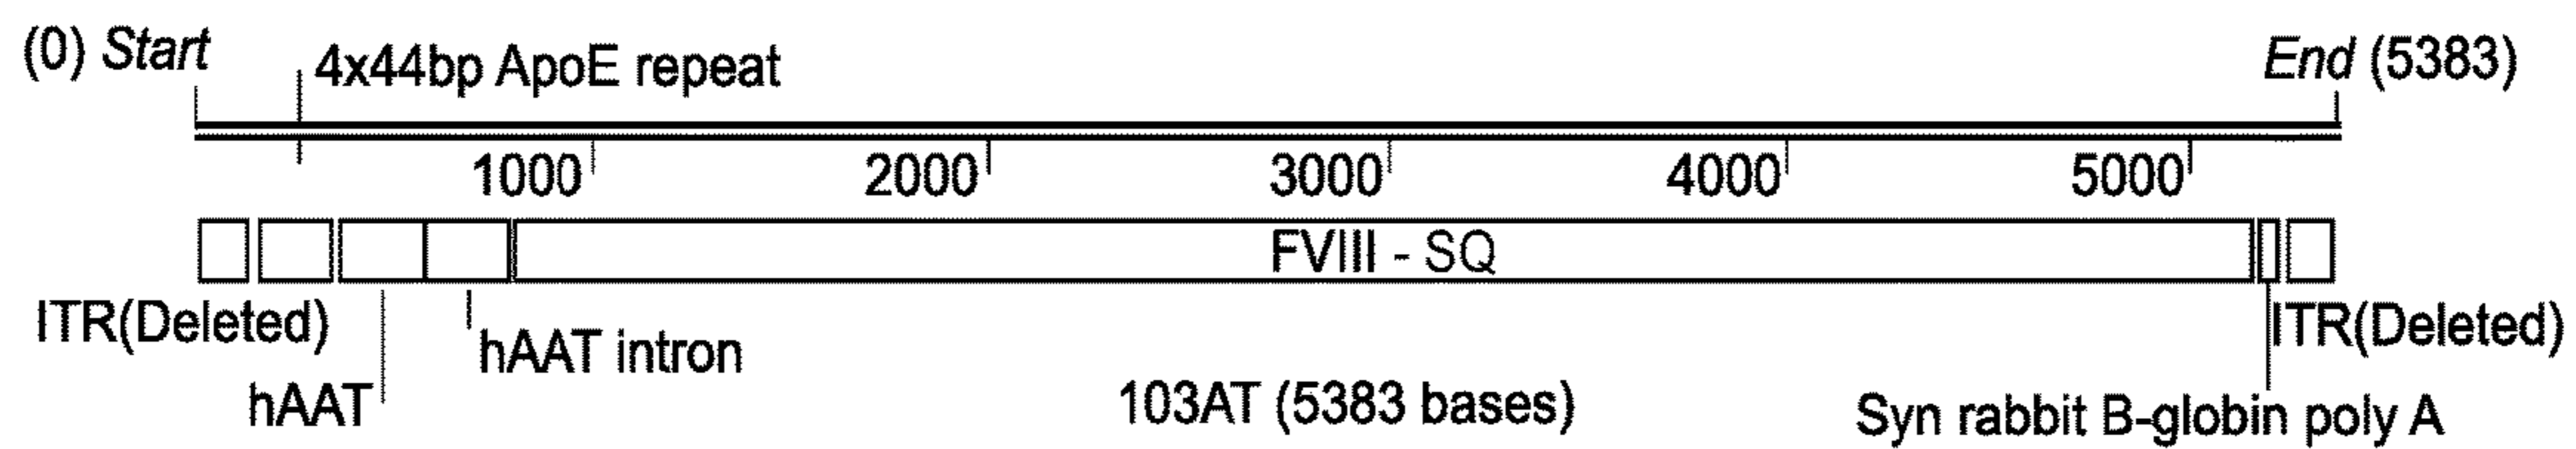 (0) Start
4x44bp ApoE repeat
End (5383)
1000
2000
3000
4000
5000
FVIII - SQ
ITR(Deleted)
hAAT intron
ITR(Deleted)
hAAT
103AT (5383 bases)
Syn rabbit B-globin poly A